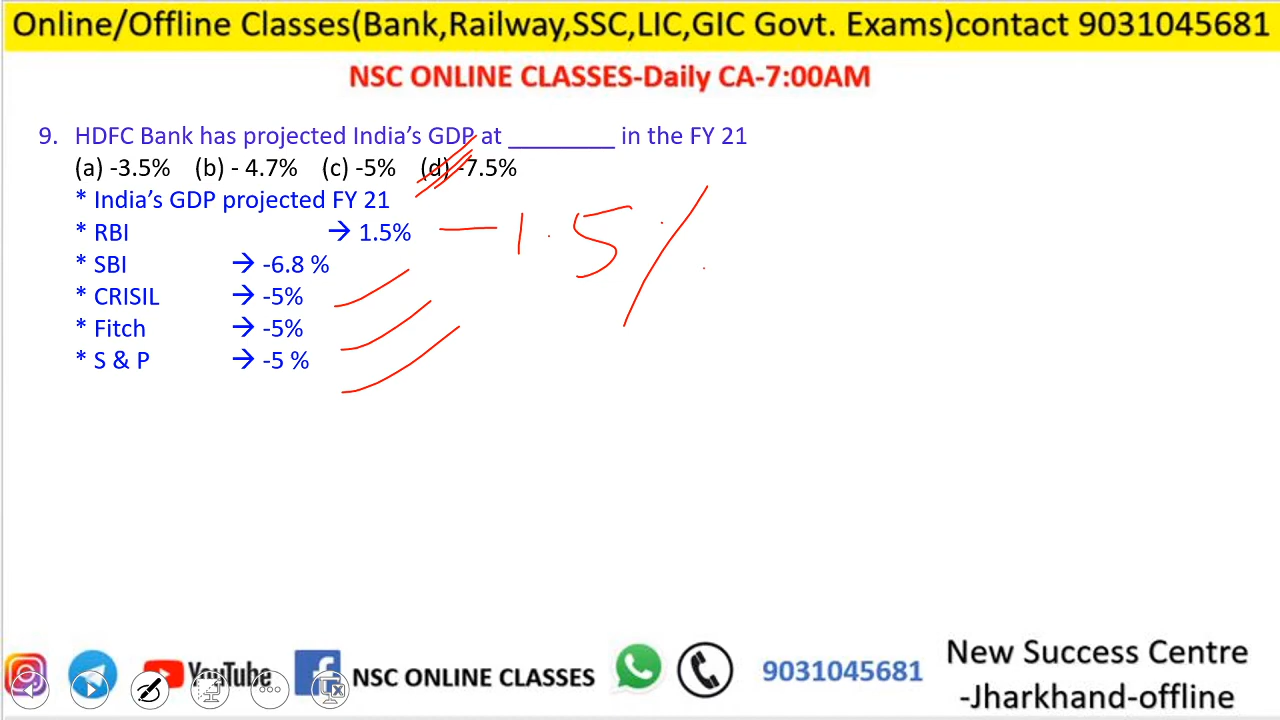 Online/Offline Classes(Bank,Railway,SSC,LIC,GIC Govt. Exams)contact 9031045681
NSC ONLINE CLASSES-Daily CA-7:00AM
9. HDFC Bank has projected India's GDP at ________ in the FY 21
(a) -3.5% (b) - 4.7% (c) -5% (d) -7.5%
* India's GDP projected FY 21
* RBI → 1.5% -1.5%
* SBI → -6.8 %
* CRISIL → -5%
* Fitch → -5%
* S & P → -5 %
YouTube NSC ONLINE CLASSES 9031045681
New Success Centre
-Jharkhand-offline